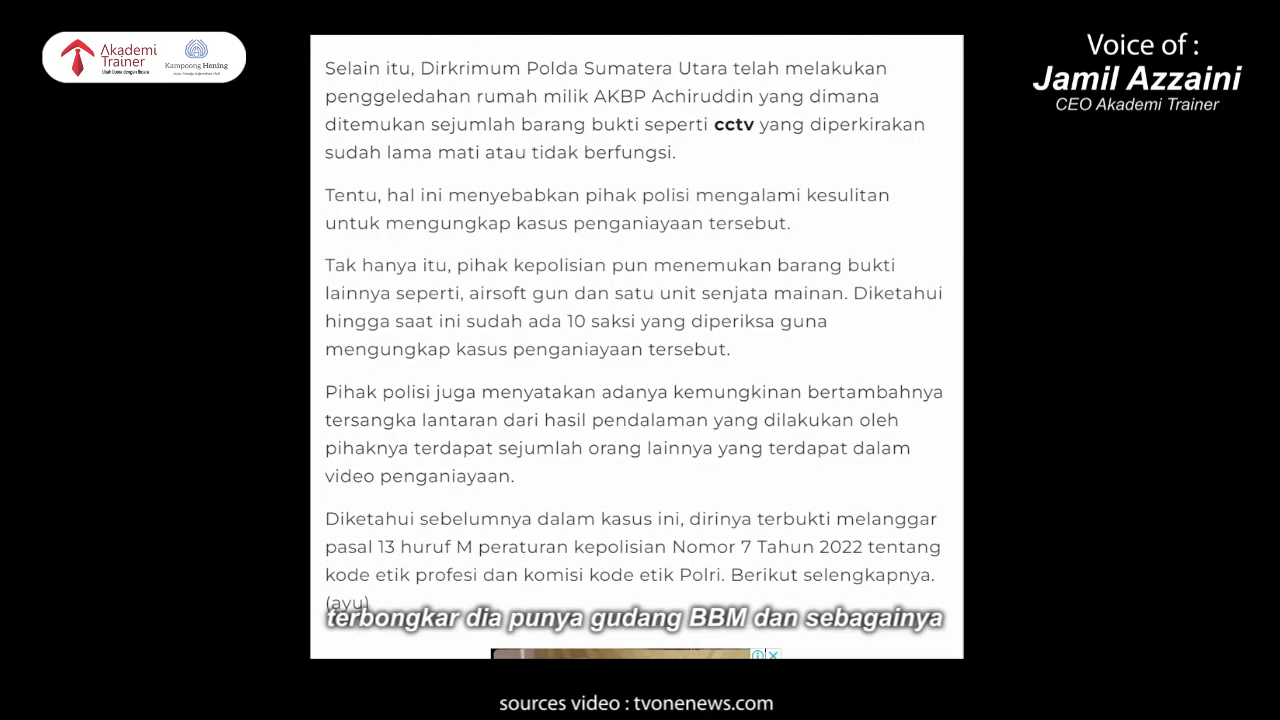 Akademi
Trainer
Ubah Dunia dengan Bicara
Kampoong Hening
Voice of :
Jamil Azzaini
CEO Akademi Trainer
Selain itu, Dirkrimum Polda Sumatera Utara telah melakukan
penggeledahan rumah milik AKBP Achiruddin yang dimana
ditemukan sejumlah barang bukti seperti cctv yang diperkirakan
sudah lama mati atau tidak berfungsi.
Tentu, hal ini menyebabkan pihak polisi mengalami kesulitan
untuk mengungkap kasus penganiayaan tersebut.
Tak hanya itu, pihak kepolisian pun menemukan barang bukti
lainnya seperti, airsoft gun dan satu unit senjata mainan. Diketahui
hingga saat ini sudah ada 10 saksi yang diperiksa guna
mengungkap kasus penganiayaan tersebut.
Pihak polisi juga menyatakan adanya kemungkinan bertambahnya
tersangka lantaran dari hasil pendalaman yang dilakukan oleh
pihaknya terdapat sejumlah orang lainnya yang terdapat dalam
video penganiayaan.
Diketahui sebelumnya dalam kasus ini, dirinya terbukti melanggar
pasal 13 huruf M peraturan kepolisian Nomor 7 Tahun 2022 tentang
kode etik profesi dan komisi kode etik Polri. Berikut selengkapnya.
(ayu)
terbongkar dia punya gudang BBM dan sebagainya
sources video : tvonenews.com